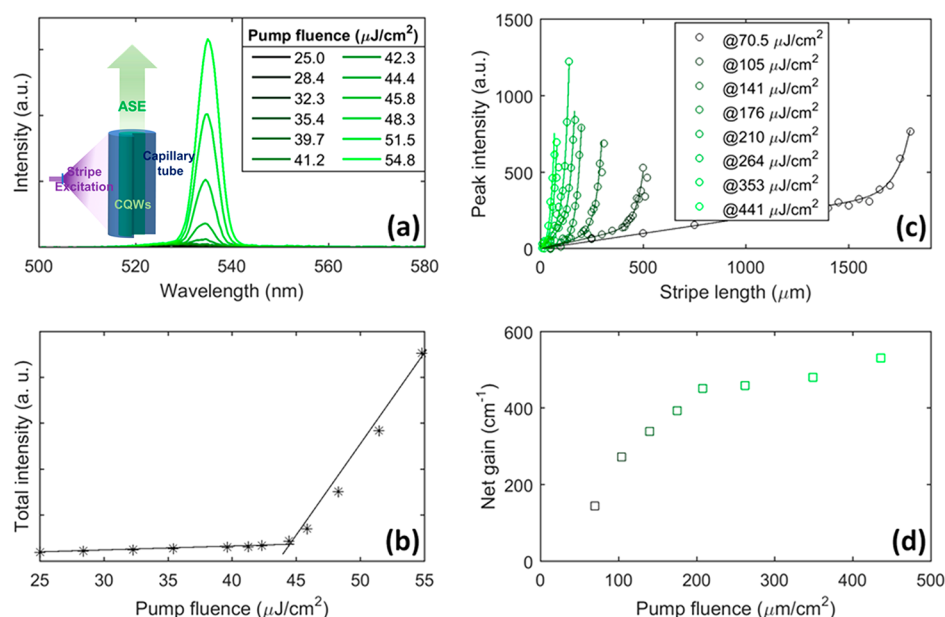 Intensity (a.u.)
Pump fluence (µJ/cm²)
25.0 42.3
28.4 44.4
32.3 45.8
35.4 48.3
39.7 51.5
41.2 54.8
ASE
Stripe
Excitation
Capillary
tube
CQWs
(a)
500 520 540 560 580
Wavelength (nm)
Total intensity (a. u.)
(b)
25 30 35 40 45 50 55
Pump fluence (µJ/cm²)
Peak intensity (a.u.)
1500
1000
500
0
@70.5 µJ/cm²
@105 µJ/cm²
@141 µJ/cm²
@176 µJ/cm²
@210 µJ/cm²
@264 µJ/cm²
@353 µJ/cm²
@441 µJ/cm²
(c)
0 500 1000 1500
Stripe length (µm)
Net gain (cm⁻¹)
600
400
200
0
(d)
0 100 200 300 400 500
Pump fluence (µm/cm²)